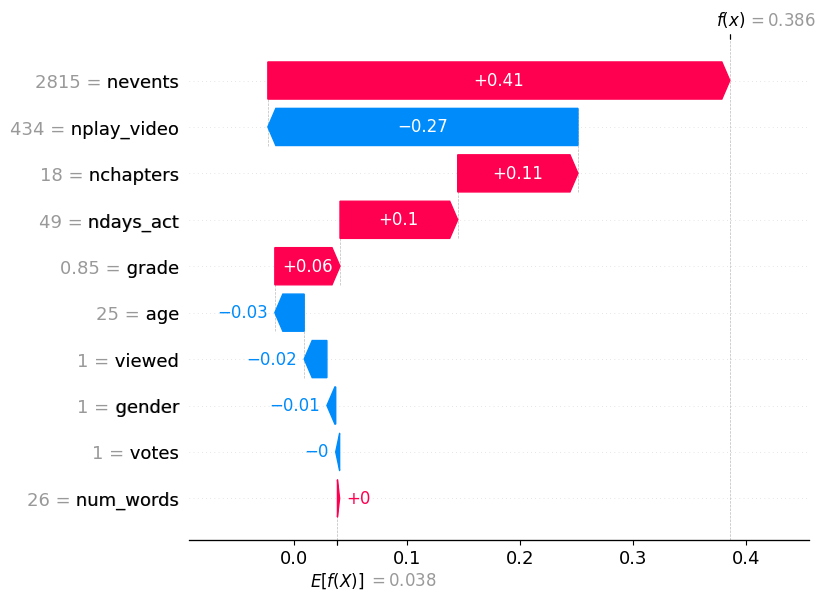 f(x) = 0.386
2815 = nevents +0.41
434 = nplay_video −0.27
18 = nchapters +0.11
49 = ndays_act +0.1
0.85 = grade +0.06
25 = age −0.03
1 = viewed −0.02
1 = gender −0.01
1 = votes −0
26 = num_words +0
0.0 0.1 0.2 0.3 0.4
E[f(X)] = 0.038